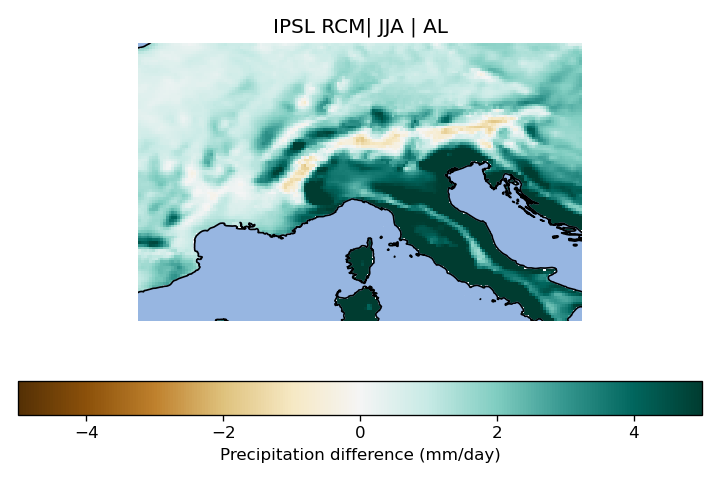 IPSL RCM| JJA | AL
−4 −2 0 2 4
Precipitation difference (mm/day)